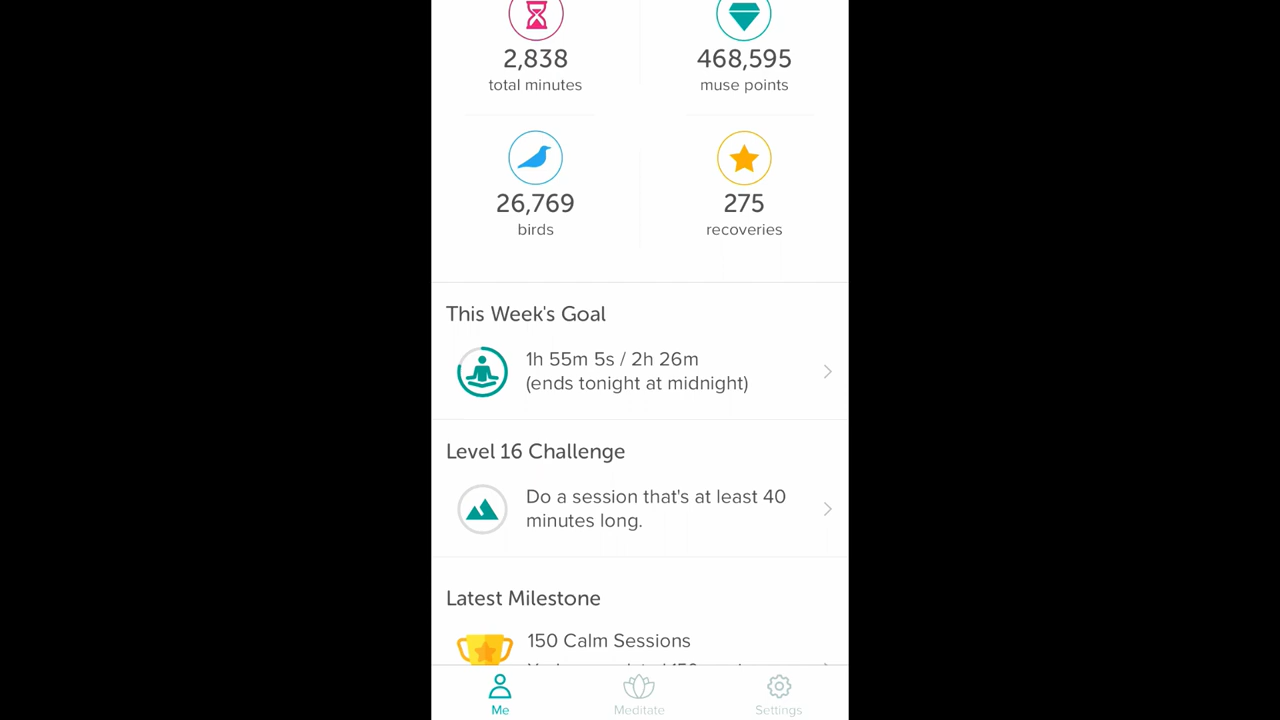 2,838
total minutes
468,595
muse points
26,769
birds
275
recoveries
This Week's Goal
1h 55m 5s / 2h 26m
(ends tonight at midnight)
Level 16 Challenge
Do a session that's at least 40
minutes long.
Latest Milestone
150 Calm Sessions
Me
Meditate
Settings